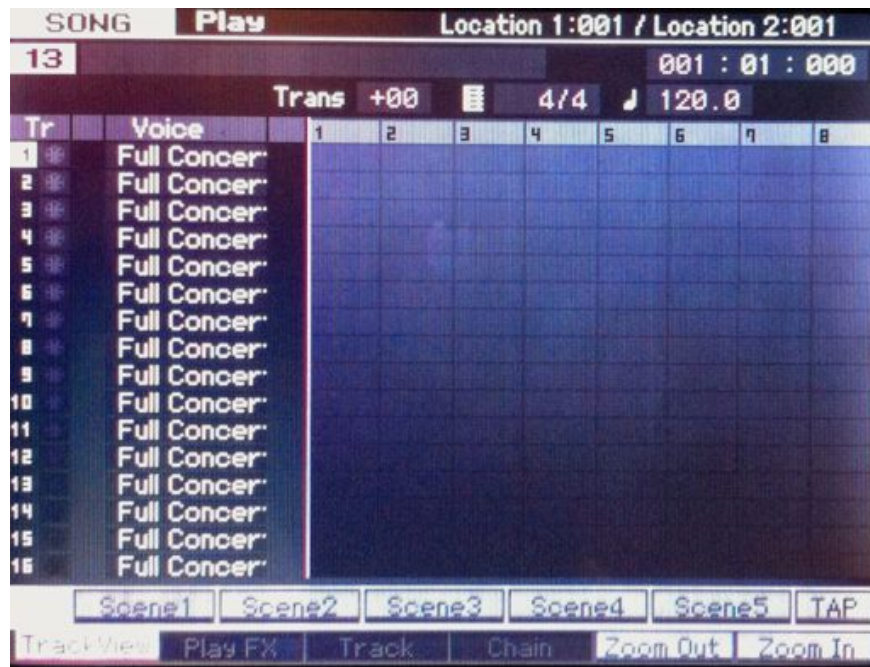 SONG Play Location 1:001 / Location 2:001
13 001 : 01 : 000
Trans +00 4/4 ♩ 120.0
Tr Voice 1 2 3 4 5 6 7 8
1 Full Concer
2 Full Concer
3 Full Concer
4 Full Concer
5 Full Concer
6 Full Concer
7 Full Concer
8 Full Concer
9 Full Concer
10 Full Concer
11 Full Concer
12 Full Concer
13 Full Concer
14 Full Concer
15 Full Concer
16 Full Concer
Scene1 Scene2 Scene3 Scene4 Scene5 TAP
TrackView Play FX Track Chain Zoom Out Zoom In